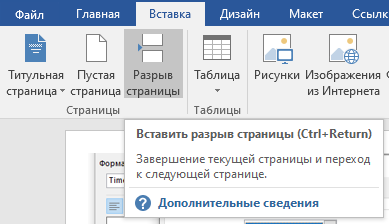 Файл Главная Вставка Дизайн Макет Ссылк
Титульная страница
Пустая страница
Разрыв страницы
Таблица
Рисунки
Изображения из Интернета
Страницы
Таблицы
Вставить разрыв страницы (Ctrl+Return)
Завершение текущей страницы и переход
к следующей странице.
Дополнительные сведения
Форма
Time